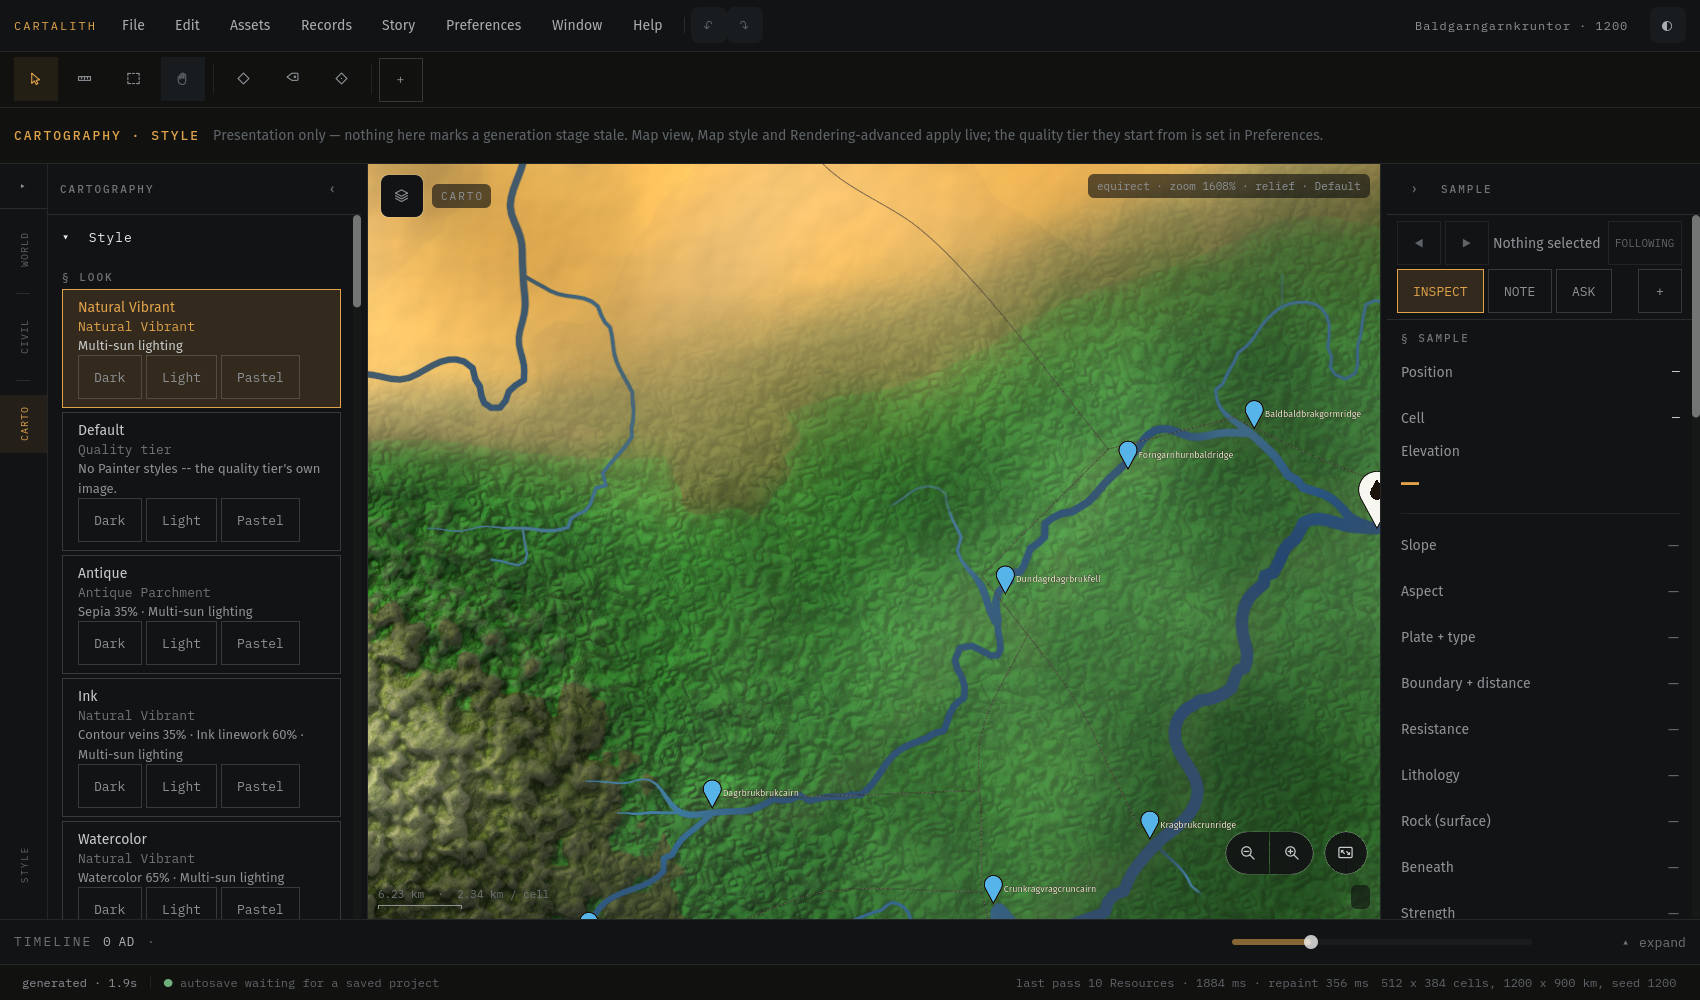 CARTALITH File Edit Assets Records Story Preferences Window Help Baldgarngarnkruntor · 1200
+
CARTOGRAPHY · STYLE Presentation only — nothing here marks a generation stage stale. Map view, Map style and Rendering-advanced apply live; the quality tier they start from is set in Preferences.
WORLD
CIVIL
CARTO
STYLE
CARTOGRAPHY ‹
▾ Style
§ LOOK
Natural Vibrant
Natural Vibrant
Multi-sun lighting
Dark Light Pastel
Default
Quality tier
No Painter styles -- the quality tier's own
image.
Dark Light Pastel
Antique
Antique Parchment
Sepia 35% · Multi-sun lighting
Dark Light Pastel
Ink
Natural Vibrant
Contour veins 35% · Ink linework 60% ·
Multi-sun lighting
Dark Light Pastel
Watercolor
Natural Vibrant
Watercolor 65% · Multi-sun lighting
Dark Light Pastel
CARTO
equirect · zoom 1608% · relief · Default
Baldbaldbrakgormridge
Forngarnhurnbaldridge
Dundagrdagrbrukfell
Dagrbrukbrukcairn
Kragbrukcrunridge
Crunkragvragcruncairn
6.23 km · 2.34 km / cell
› SAMPLE
◀ ▶ Nothing selected FOLLOWING
INSPECT NOTE ASK +
§ SAMPLE
Position —
Cell —
Elevation
—
Slope —
Aspect —
Plate + type —
Boundary + distance —
Resistance —
Lithology —
Rock (surface) —
Beneath —
Strength —
TIMELINE 0 AD · ▴ expand
generated · 1.9s autosave waiting for a saved project last pass 10 Resources · 1884 ms · repaint 356 ms 512 x 384 cells, 1200 x 900 km, seed 1200